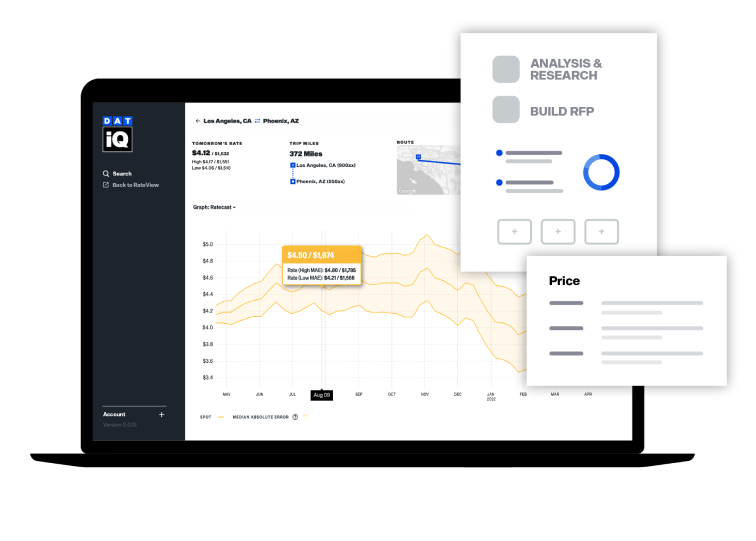 ANALYSIS &
RESEARCH
BUILD RFP
DAT
iQ
← Los Angeles, CA ⇄ Phoenix, AZ
TOMORROW'S RATE
$4.12 / $1,532
High $4.17 / $1,551
Low $4.06 / $1,510
TRIP MILES
372 Miles
Los Angeles, CA (900xx)
Phoenix, AZ (850xx)
ROUTE
Google
Search
Back to RateView
Graph: Ratecast
$5.0
$4.8
$4.6
$4.4
$4.2
$4.0
$3.8
$3.6
$3.4
$4.50 / $1,674
Rate (High MAE): $4.80 / $1,785
Rate (Low MAE): $4.21 / $1,566
MAY
JUN
JUL
Aug 09
SEP
OCT
NOV
DEC
JAN
2022
FEB
MAR
APR
SPOT
MEDIAN ABSOLUTE ERROR
Account +
Price